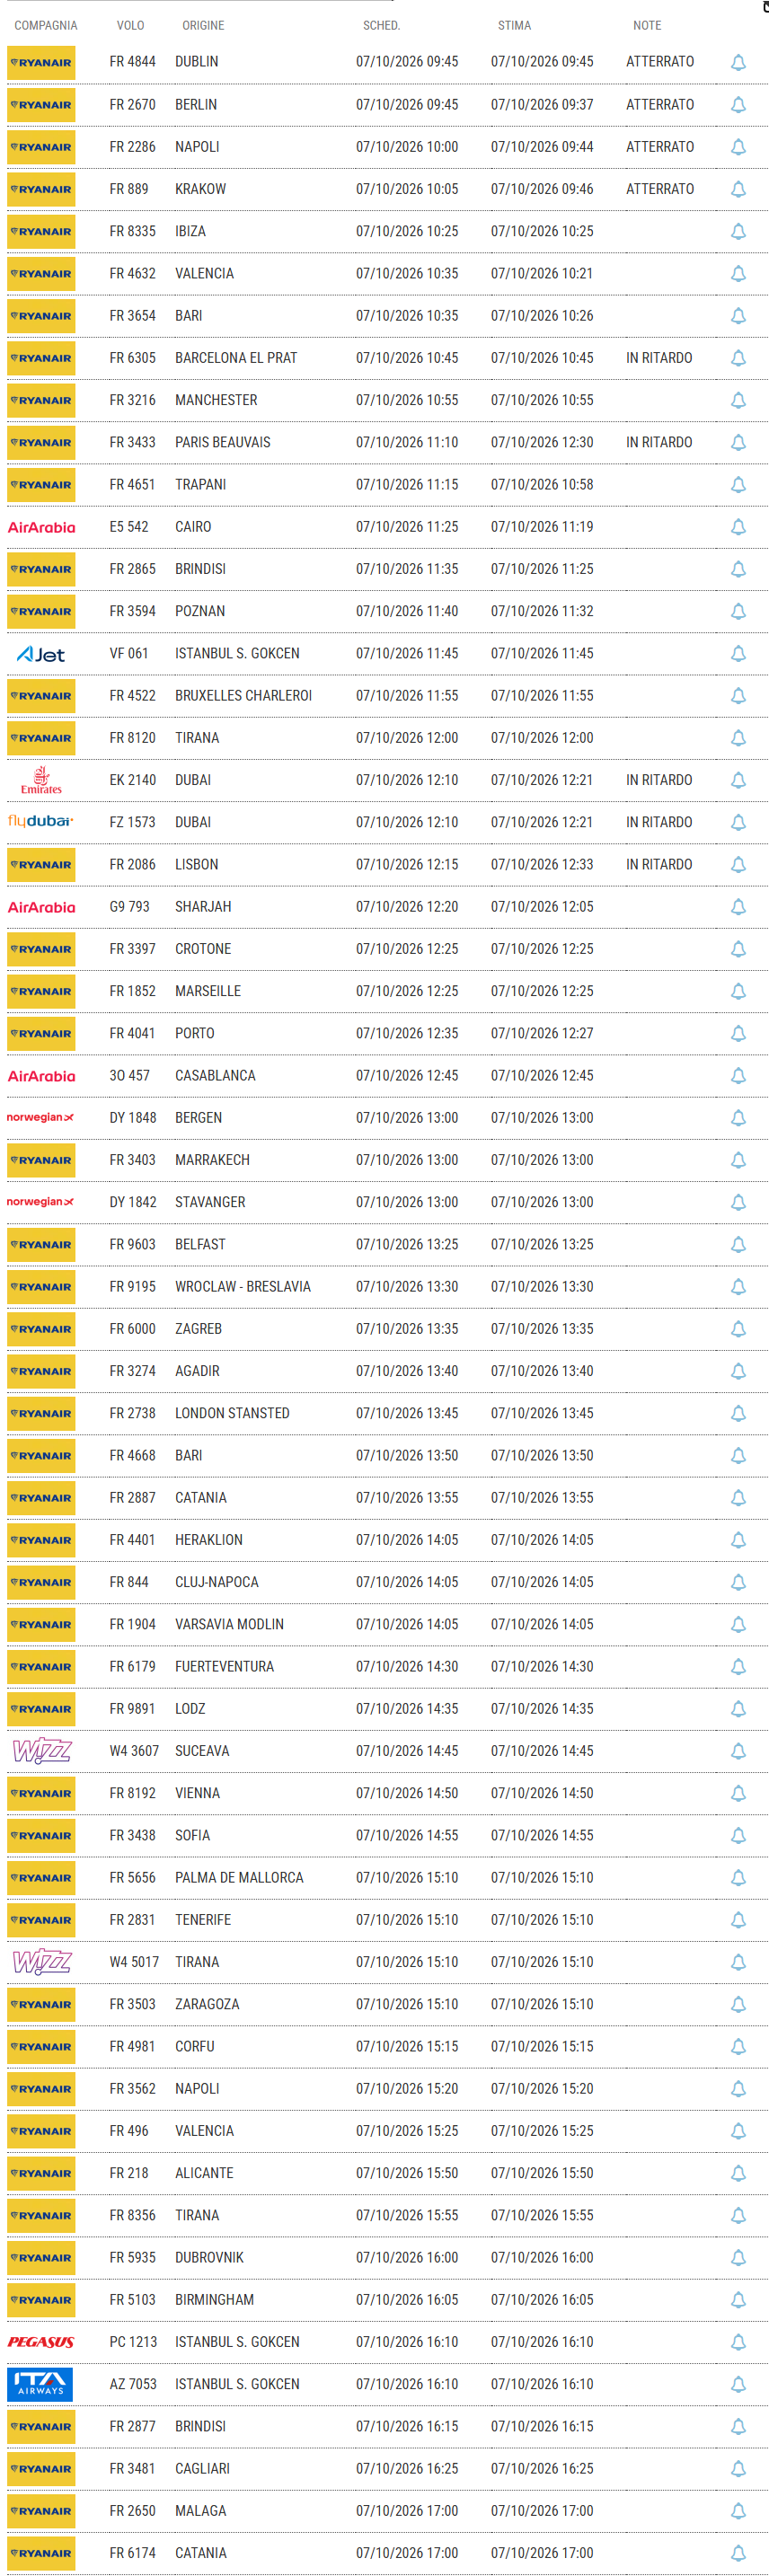 COMPAGNIA VOLO ORIGINE SCHED. STIMA NOTE
RYANAIR FR 4844 DUBLIN 07/10/2026 09:45 07/10/2026 09:45 ATTERRATO
RYANAIR FR 2670 BERLIN 07/10/2026 09:45 07/10/2026 09:37 ATTERRATO
RYANAIR FR 2286 NAPOLI 07/10/2026 10:00 07/10/2026 09:44 ATTERRATO
RYANAIR FR 889 KRAKOW 07/10/2026 10:05 07/10/2026 09:46 ATTERRATO
RYANAIR FR 8335 IBIZA 07/10/2026 10:25 07/10/2026 10:25
RYANAIR FR 4632 VALENCIA 07/10/2026 10:35 07/10/2026 10:21
RYANAIR FR 3654 BARI 07/10/2026 10:35 07/10/2026 10:26
RYANAIR FR 6305 BARCELONA EL PRAT 07/10/2026 10:45 07/10/2026 10:45 IN RITARDO
RYANAIR FR 3216 MANCHESTER 07/10/2026 10:55 07/10/2026 10:55
RYANAIR FR 3433 PARIS BEAUVAIS 07/10/2026 11:10 07/10/2026 12:30 IN RITARDO
RYANAIR FR 4651 TRAPANI 07/10/2026 11:15 07/10/2026 10:58
AirArabia E5 542 CAIRO 07/10/2026 11:25 07/10/2026 11:19
RYANAIR FR 2865 BRINDISI 07/10/2026 11:35 07/10/2026 11:25
RYANAIR FR 3594 POZNAN 07/10/2026 11:40 07/10/2026 11:32
AJet VF 061 ISTANBUL S. GOKCEN 07/10/2026 11:45 07/10/2026 11:45
RYANAIR FR 4522 BRUXELLES CHARLEROI 07/10/2026 11:55 07/10/2026 11:55
RYANAIR FR 8120 TIRANA 07/10/2026 12:00 07/10/2026 12:00
Emirates EK 2140 DUBAI 07/10/2026 12:10 07/10/2026 12:21 IN RITARDO
flydubai FZ 1573 DUBAI 07/10/2026 12:10 07/10/2026 12:21 IN RITARDO
RYANAIR FR 2086 LISBON 07/10/2026 12:15 07/10/2026 12:33 IN RITARDO
AirArabia G9 793 SHARJAH 07/10/2026 12:20 07/10/2026 12:05
RYANAIR FR 3397 CROTONE 07/10/2026 12:25 07/10/2026 12:25
RYANAIR FR 1852 MARSEILLE 07/10/2026 12:25 07/10/2026 12:25
RYANAIR FR 4041 PORTO 07/10/2026 12:35 07/10/2026 12:27
AirArabia 3O 457 CASABLANCA 07/10/2026 12:45 07/10/2026 12:45
norwegian DY 1848 BERGEN 07/10/2026 13:00 07/10/2026 13:00
RYANAIR FR 3403 MARRAKECH 07/10/2026 13:00 07/10/2026 13:00
norwegian DY 1842 STAVANGER 07/10/2026 13:00 07/10/2026 13:00
RYANAIR FR 9603 BELFAST 07/10/2026 13:25 07/10/2026 13:25
RYANAIR FR 9195 WROCLAW - BRESLAVIA 07/10/2026 13:30 07/10/2026 13:30
RYANAIR FR 6000 ZAGREB 07/10/2026 13:35 07/10/2026 13:35
RYANAIR FR 3274 AGADIR 07/10/2026 13:40 07/10/2026 13:40
RYANAIR FR 2738 LONDON STANSTED 07/10/2026 13:45 07/10/2026 13:45
RYANAIR FR 4668 BARI 07/10/2026 13:50 07/10/2026 13:50
RYANAIR FR 2887 CATANIA 07/10/2026 13:55 07/10/2026 13:55
RYANAIR FR 4401 HERAKLION 07/10/2026 14:05 07/10/2026 14:05
RYANAIR FR 844 CLUJ-NAPOCA 07/10/2026 14:05 07/10/2026 14:05
RYANAIR FR 1904 VARSAVIA MODLIN 07/10/2026 14:05 07/10/2026 14:05
RYANAIR FR 6179 FUERTEVENTURA 07/10/2026 14:30 07/10/2026 14:30
RYANAIR FR 9891 LODZ 07/10/2026 14:35 07/10/2026 14:35
WIZZ W4 3607 SUCEAVA 07/10/2026 14:45 07/10/2026 14:45
RYANAIR FR 8192 VIENNA 07/10/2026 14:50 07/10/2026 14:50
RYANAIR FR 3438 SOFIA 07/10/2026 14:55 07/10/2026 14:55
RYANAIR FR 5656 PALMA DE MALLORCA 07/10/2026 15:10 07/10/2026 15:10
RYANAIR FR 2831 TENERIFE 07/10/2026 15:10 07/10/2026 15:10
WIZZ W4 5017 TIRANA 07/10/2026 15:10 07/10/2026 15:10
RYANAIR FR 3503 ZARAGOZA 07/10/2026 15:10 07/10/2026 15:10
RYANAIR FR 4981 CORFU 07/10/2026 15:15 07/10/2026 15:15
RYANAIR FR 3562 NAPOLI 07/10/2026 15:20 07/10/2026 15:20
RYANAIR FR 496 VALENCIA 07/10/2026 15:25 07/10/2026 15:25
RYANAIR FR 218 ALICANTE 07/10/2026 15:50 07/10/2026 15:50
RYANAIR FR 8356 TIRANA 07/10/2026 15:55 07/10/2026 15:55
RYANAIR FR 5935 DUBROVNIK 07/10/2026 16:00 07/10/2026 16:00
RYANAIR FR 5103 BIRMINGHAM 07/10/2026 16:05 07/10/2026 16:05
PEGASUS PC 1213 ISTANBUL S. GOKCEN 07/10/2026 16:10 07/10/2026 16:10
ITA AIRWAYS AZ 7053 ISTANBUL S. GOKCEN 07/10/2026 16:10 07/10/2026 16:10
RYANAIR FR 2877 BRINDISI 07/10/2026 16:15 07/10/2026 16:15
RYANAIR FR 3481 CAGLIARI 07/10/2026 16:25 07/10/2026 16:25
RYANAIR FR 2650 MALAGA 07/10/2026 17:00 07/10/2026 17:00
RYANAIR FR 6174 CATANIA 07/10/2026 17:00 07/10/2026 17:00